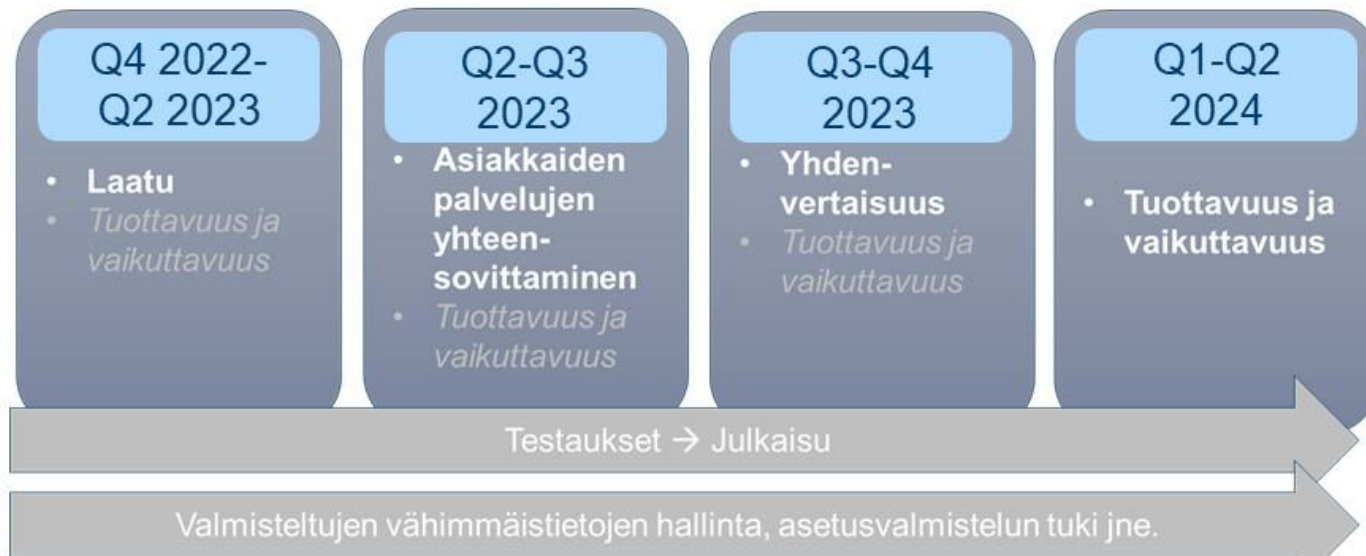 Q4 2022-
Q2 2023
• Laatu
• Tuottavuus ja
vaikuttavuus
Q2-Q3
2023
• Asiakkaiden
palvelujen
yhteen-
sovittaminen
• Tuottavuus ja
vaikuttavuus
Q3-Q4
2023
• Yhden-
vertaisuus
• Tuottavuus ja
vaikuttavuus
Q1-Q2
2024
• Tuottavuus ja
vaikuttavuus
Testaukset → Julkaisu
Valmisteltujen vähimmäistietojen hallinta, asetusvalmistelun tuki jne.